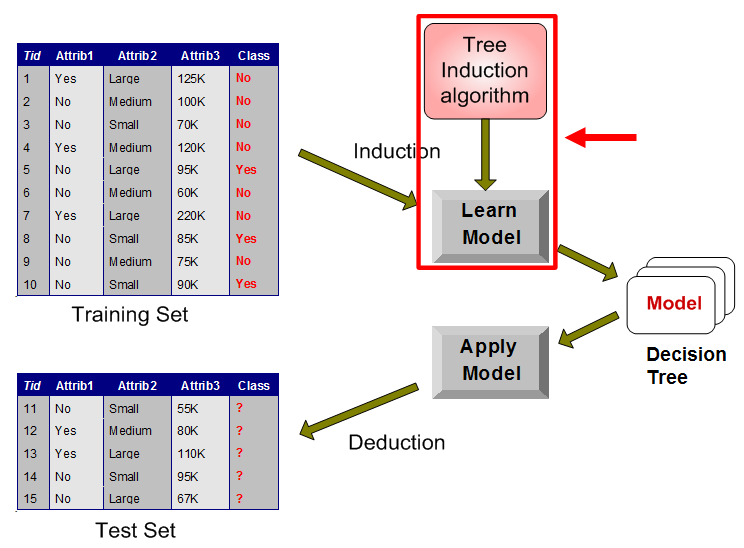 Tid Attrib1 Attrib2 Attrib3 Class
1 Yes Large 125K No
2 No Medium 100K No
3 No Small 70K No
4 Yes Medium 120K No
5 No Large 95K Yes
6 No Medium 60K No
7 Yes Large 220K No
8 No Small 85K Yes
9 No Medium 75K No
10 No Small 90K Yes
Training Set
Tree
Induction
algorithm
Induction
Learn
Model
Model
Decision
Tree
Apply
Model
Deduction
Tid Attrib1 Attrib2 Attrib3 Class
11 No Small 55K ?
12 Yes Medium 80K ?
13 Yes Large 110K ?
14 No Small 95K ?
15 No Large 67K ?
Test Set